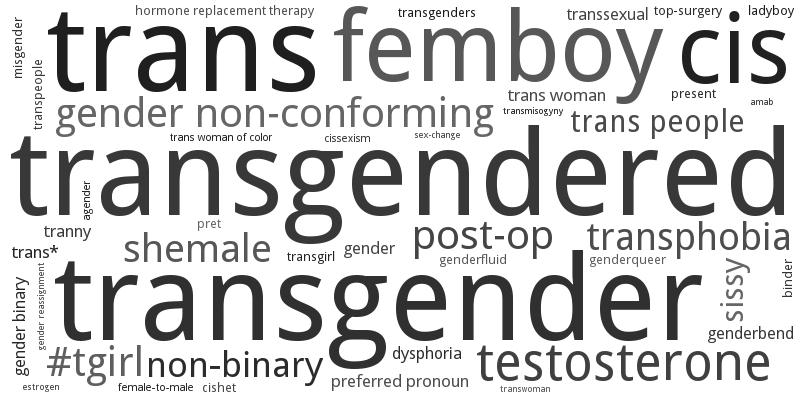 hormone replacement therapy
transgenders
transsexual
top-surgery
ladyboy
misgender
trans
femboy
cis
transpeople
trans woman
present
amab
gender non-conforming
transmisogyny
trans people
trans woman of color
cissexism
sex-change
transgendered
agender
tranny
pret
post-op
transphobia
trans*
shemale
transgirl
gender
genderfluid
genderqueer
gender binary
gender reassignment
transgender
sissy
binder
genderbend
#tgirl
non-binary
dysphoria
testosterone
preferred pronoun
estrogen
female-to-male
cishet
transwoman